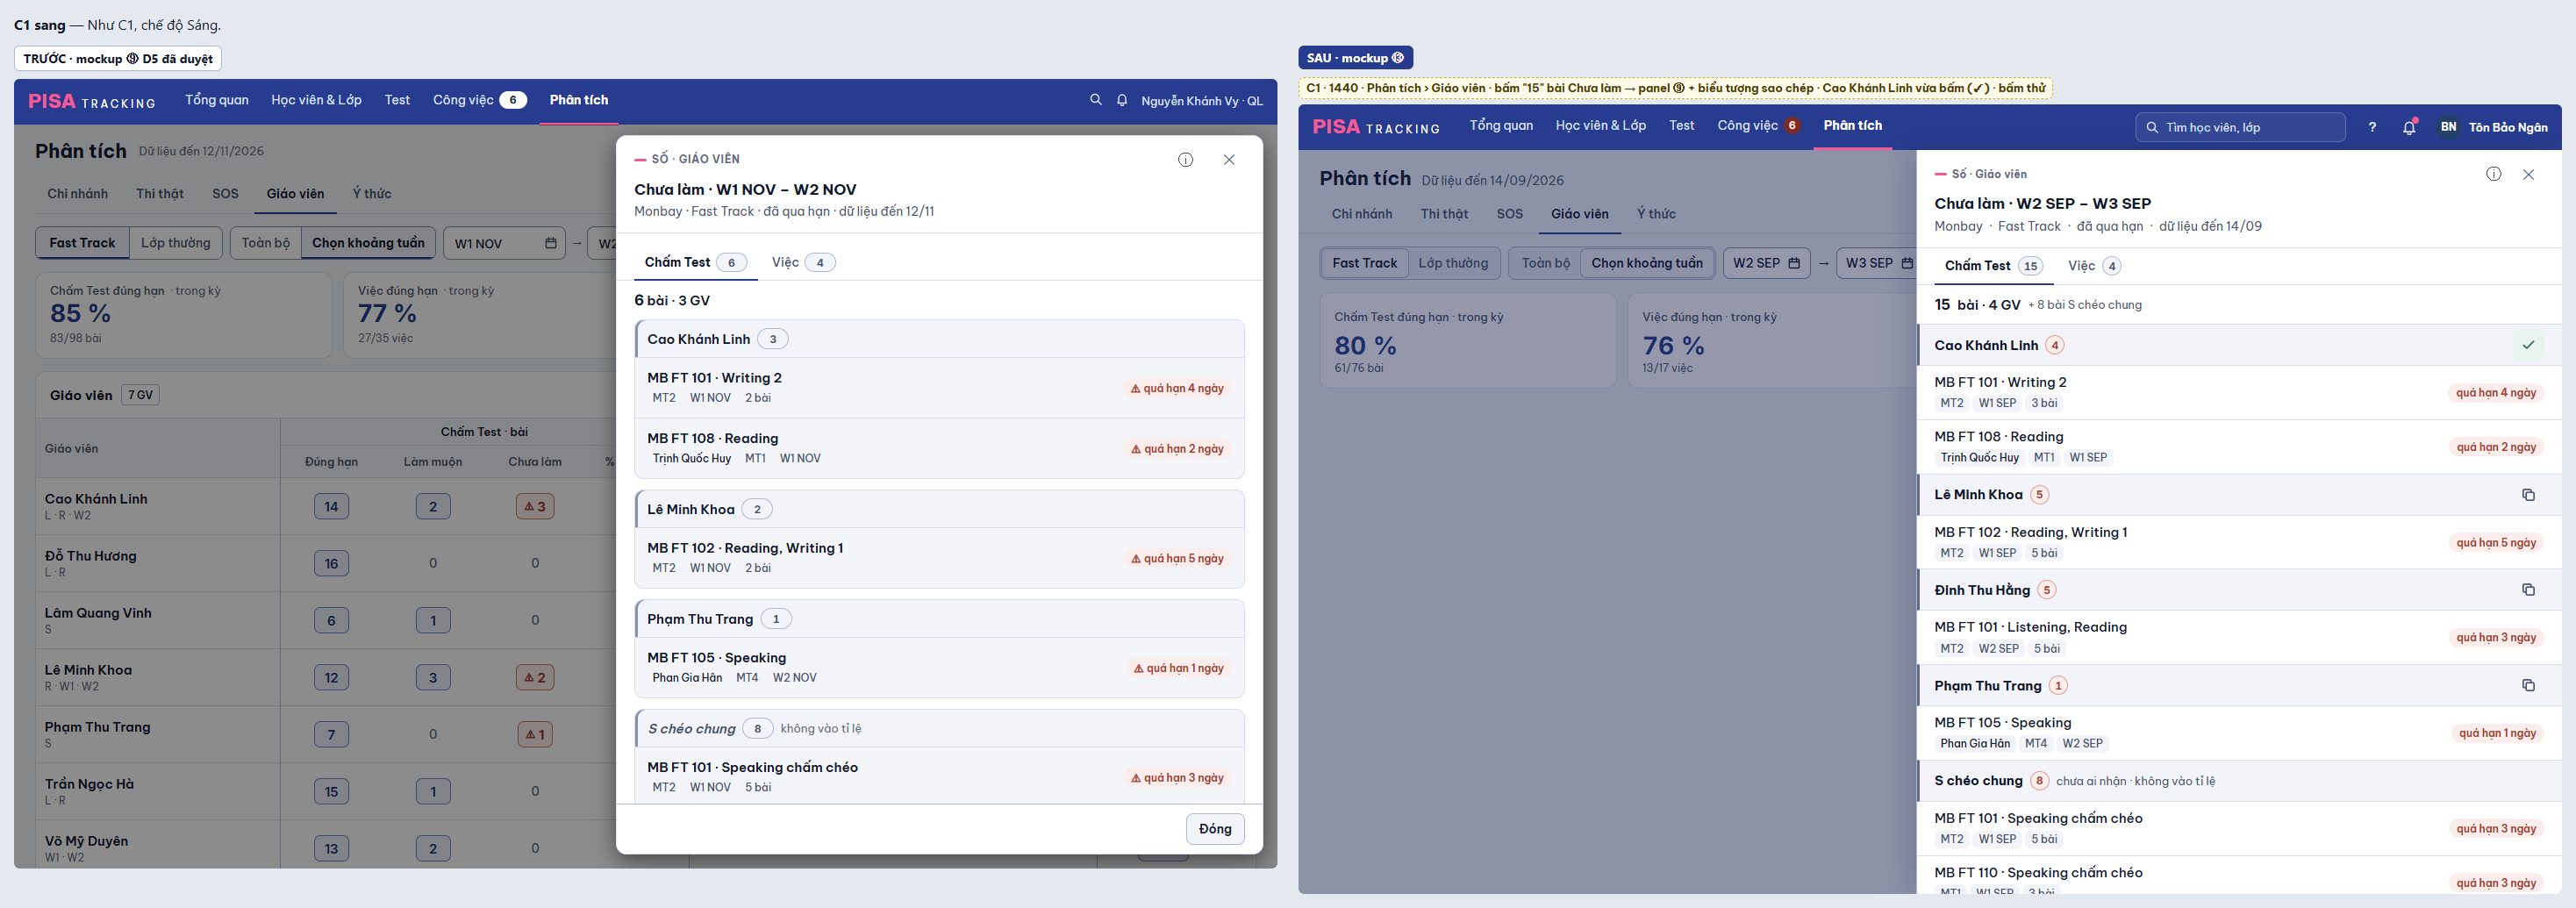 C1 sang — Như C1, chế độ Sáng.
TRƯỚC · mockup ⑨ D5 đã duyệt
PISA TRACKING
Tổng quan
Học viên & Lớp
Test
Công việc 6
Phân tích
Nguyễn Khánh Vy · QL
Phân tích Dữ liệu đến 12/11/2026
Chi nhánh
Thi thật
SOS
Giáo viên
Ý thức
Fast Track
Lớp thường
Toàn bộ
Chọn khoảng tuần
W1 NOV
→
W2
Chấm Test đúng hạn · trong kỳ
85 %
83/98 bài
Việc đúng hạn · trong kỳ
77 %
27/35 việc
Giáo viên 7 GV
Giáo viên
Chấm Test · bài
Đúng hạn
Làm muộn
Chưa làm
%
Cao Khánh Linh
L · R · W2
14
2
⚠ 3
Đỗ Thu Hương
L · R
16
0
0
Lâm Quang Vinh
S
6
1
0
Lê Minh Khoa
R · W1 · W2
12
3
⚠ 2
Phạm Thu Trang
S
7
0
⚠ 1
Trần Ngọc Hà
L · R
15
1
0
Võ Mỹ Duyên
W1 · W2
13
2
0
SỐ · GIÁO VIÊN
Chưa làm · W1 NOV – W2 NOV
Monbay · Fast Track · đã qua hạn · dữ liệu đến 12/11
Chấm Test 6
Việc 4
6 bài · 3 GV
Cao Khánh Linh 3
MB FT 101 · Writing 2
MT2 W1 NOV 2 bài
⚠ quá hạn 4 ngày
MB FT 108 · Reading
Trịnh Quốc Huy MT1 W1 NOV
⚠ quá hạn 2 ngày
Lê Minh Khoa 2
MB FT 102 · Reading, Writing 1
MT2 W1 NOV 2 bài
⚠ quá hạn 5 ngày
Phạm Thu Trang 1
MB FT 105 · Speaking
Phan Gia Hân MT4 W2 NOV
⚠ quá hạn 1 ngày
S chéo chung 8 không vào tỉ lệ
MB FT 101 · Speaking chấm chéo
MT2 W1 NOV 5 bài
⚠ quá hạn 3 ngày
Đóng
SAU · mockup
C1 · 1440 · Phân tích › Giáo viên · bấm "15" bài Chưa làm → panel ⑨ + biểu tượng sao chép · Cao Khánh Linh vừa bấm (✓) · bấm thử
PISA TRACKING
Tổng quan
Học viên & Lớp
Test
Công việc 6
Phân tích
Tìm học viên, lớp
?
BN Tôn Bảo Ngân
Phân tích Dữ liệu đến 14/09/2026
Chi nhánh
Thi thật
SOS
Giáo viên
Ý thức
Fast Track
Lớp thường
Toàn bộ
Chọn khoảng tuần
W2 SEP
→
W3 SEP
Chấm Test đúng hạn · trong kỳ
80 %
61/76 bài
Việc đúng hạn · trong kỳ
76 %
13/17 việc
Số · Giáo viên
Chưa làm · W2 SEP – W3 SEP
Monbay · Fast Track · đã qua hạn · dữ liệu đến 14/09
Chấm Test 15
Việc 4
15 bài · 4 GV + 8 bài S chéo chung
Cao Khánh Linh 4
MB FT 101 · Writing 2
MT2 W1 SEP 3 bài
quá hạn 4 ngày
MB FT 108 · Reading
Trịnh Quốc Huy MT1 W1 SEP
quá hạn 2 ngày
Lê Minh Khoa 5
MB FT 102 · Reading, Writing 1
MT2 W1 SEP 5 bài
quá hạn 5 ngày
Đinh Thu Hằng 5
MB FT 101 · Listening, Reading
MT2 W2 SEP 5 bài
quá hạn 3 ngày
Phạm Thu Trang 1
MB FT 105 · Speaking
Phan Gia Hân MT4 W2 SEP
quá hạn 1 ngày
S chéo chung 8 chưa ai nhận · không vào tỉ lệ
MB FT 101 · Speaking chấm chéo
MT2 W1 SEP 5 bài
quá hạn 3 ngày
MB FT 110 · Speaking chấm chéo
MT1 W1 SEP 3 bài
quá hạn 3 ngày